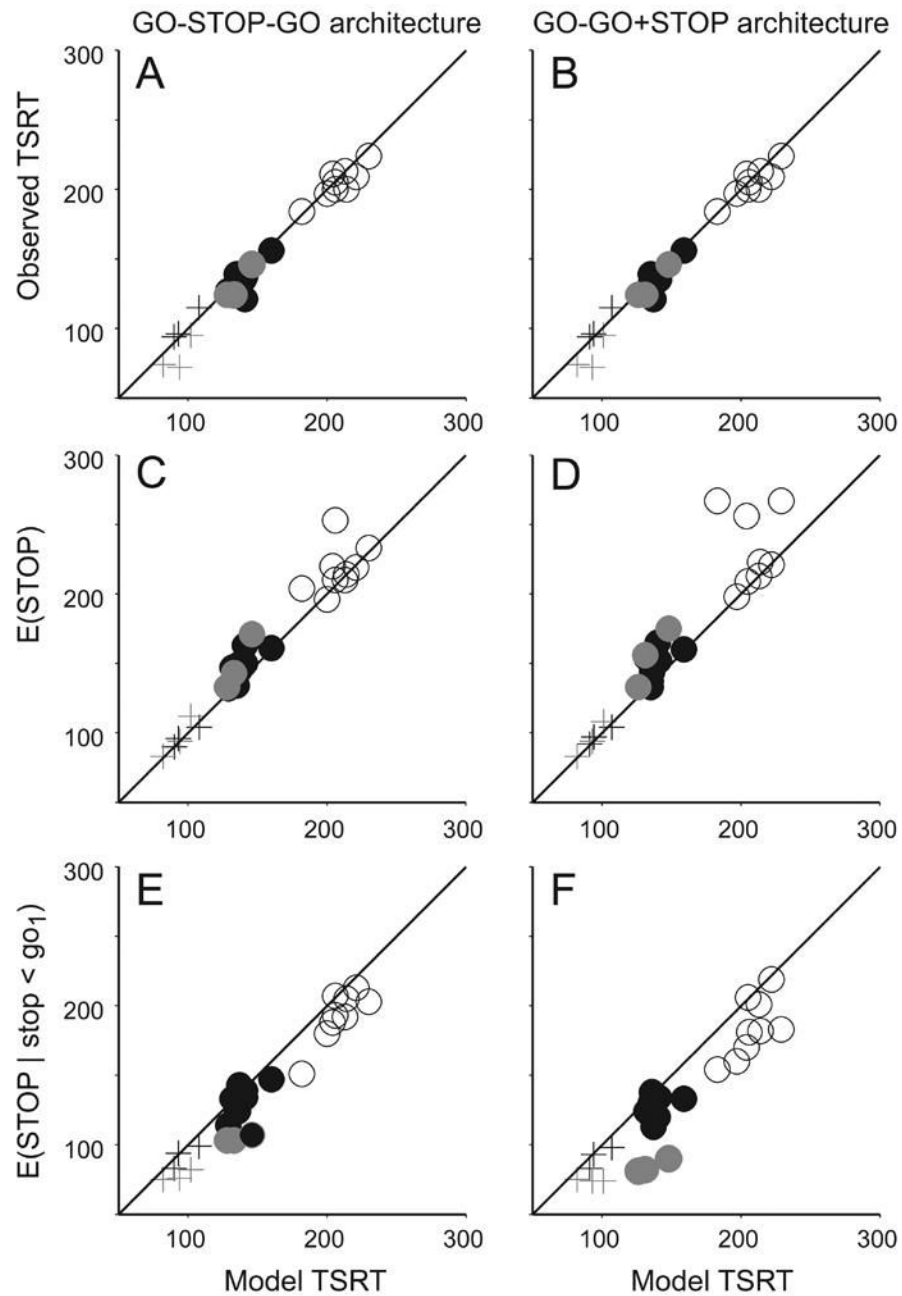 GO-STOP-GO architecture
GO-GO+STOP architecture
A
B
Observed TSRT
300
200
100
100
200
300
100
200
300
C
D
E(STOP)
300
200
100
100
200
300
100
200
300
E
F
E(STOP | stop < go₁)
300
200
100
100
200
300
100
200
300
Model TSRT
Model TSRT